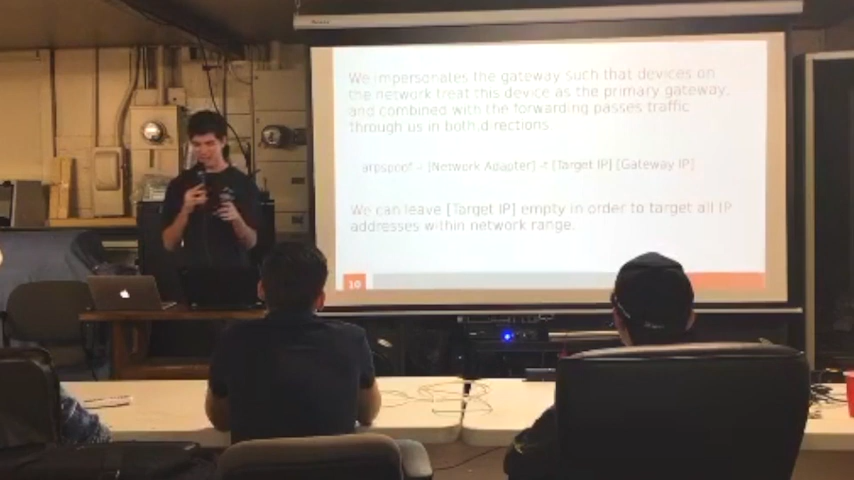 We impersonates the gateway such that devices on
the network treat this device as the primary gateway,
and combined with the forwarding passes traffic
through us in both directions
arpspoof -i [Network Adapter] -t [Target IP] [Gateway IP]
We can leave [Target IP] empty in order to target all IP
addresses within network range.
10